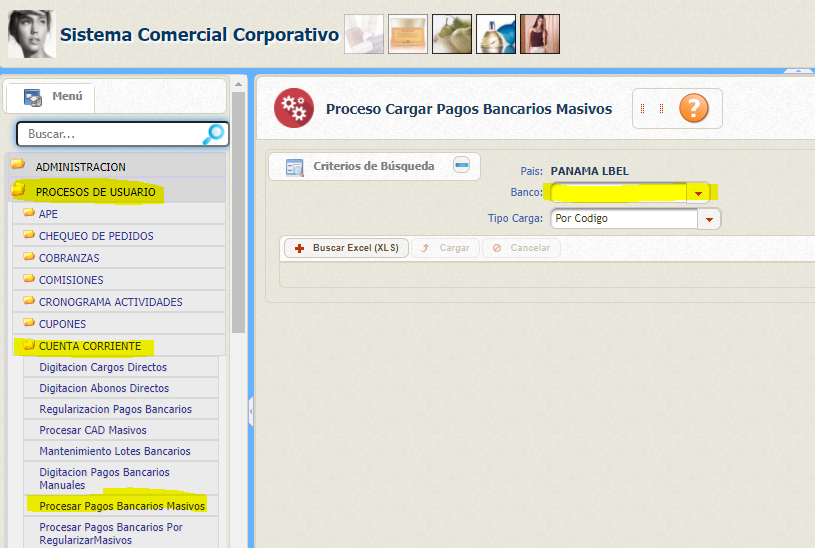 Sistema Comercial Corporativo
Menú
Buscar...
ADMINISTRACION
PROCESOS DE USUARIO
APE
CHEQUEO DE PEDIDOS
COBRANZAS
COMISIONES
CRONOGRAMA ACTIVIDADES
CUPONES
CUENTA CORRIENTE
Digitacion Cargos Directos
Digitacion Abonos Directos
Regularizacion Pagos Bancarios
Procesar CAD Masivos
Mantenimiento Lotes Bancarios
Digitacion Pagos Bancarios
Manuales
Procesar Pagos Bancarios Masivos
Procesar Pagos Bancarios Por
RegularizarMasivos
Proceso Cargar Pagos Bancarios Masivos
?
Criterios de Búsqueda
Pais: PANAMA LBEL
Banco:
Tipo Carga: Por Codigo
Buscar Excel (XLS) Cargar Cancelar